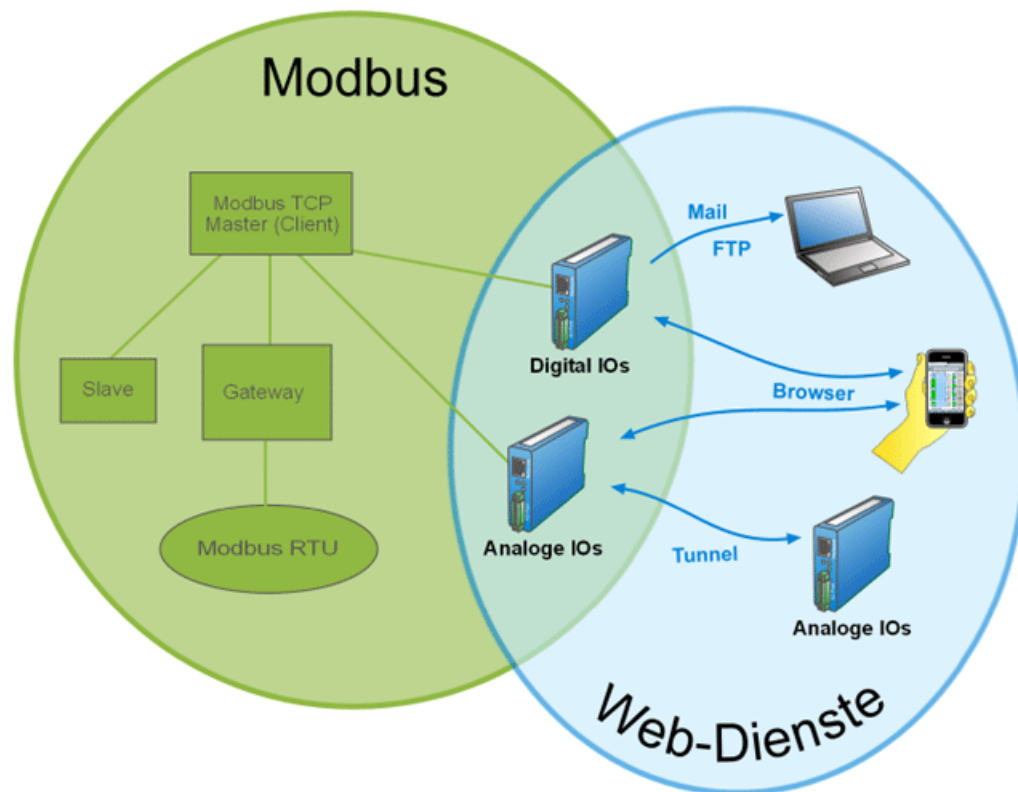 Modbus
Modbus TCP
Master (Client)
Slave
Gateway
Modbus RTU
Digital IOs
Analoge IOs
Mail
FTP
Browser
Tunnel
Analoge IOs
Web-Dienste